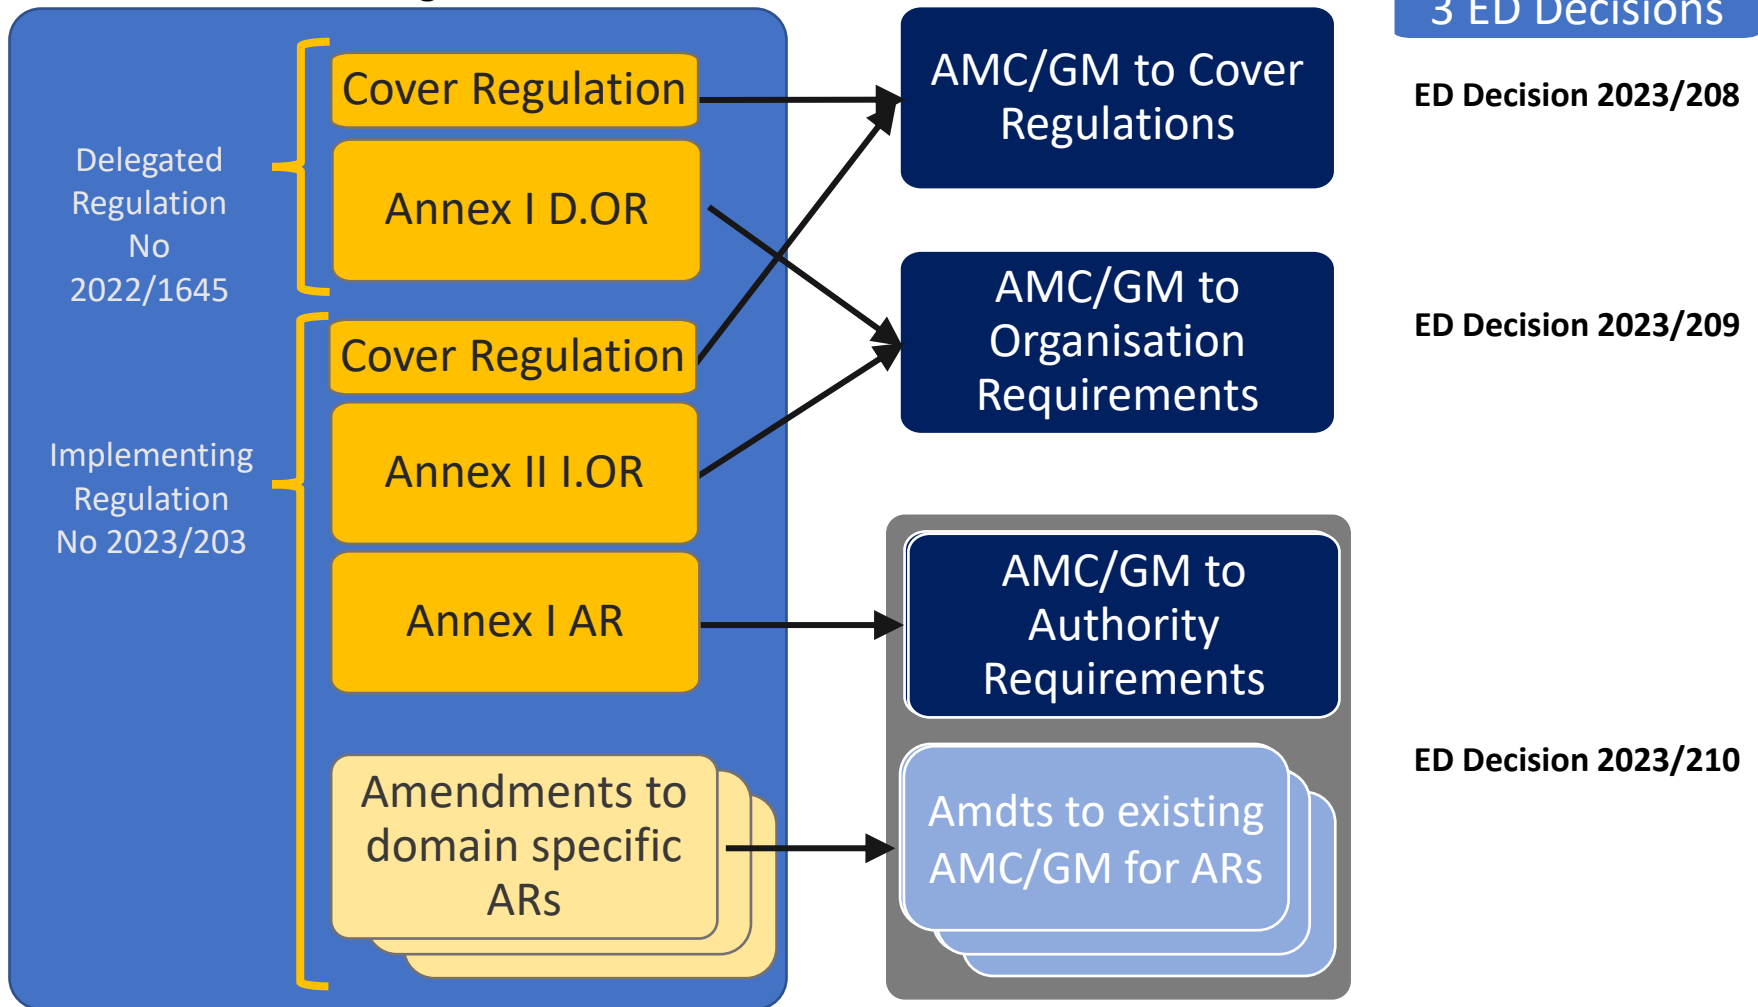 3 ED Decisions
Cover Regulation
AMC/GM to Cover
Regulations
ED Decision 2023/208
Delegated
Regulation
No
2022/1645
Annex I D.OR
AMC/GM to
Organisation
Requirements
ED Decision 2023/209
Cover Regulation
Implementing
Regulation
No 2023/203
Annex II I.OR
Annex I AR
AMC/GM to
Authority
Requirements
Amendments to
domain specific
ARs
Amdts to existing
AMC/GM for ARs
ED Decision 2023/210